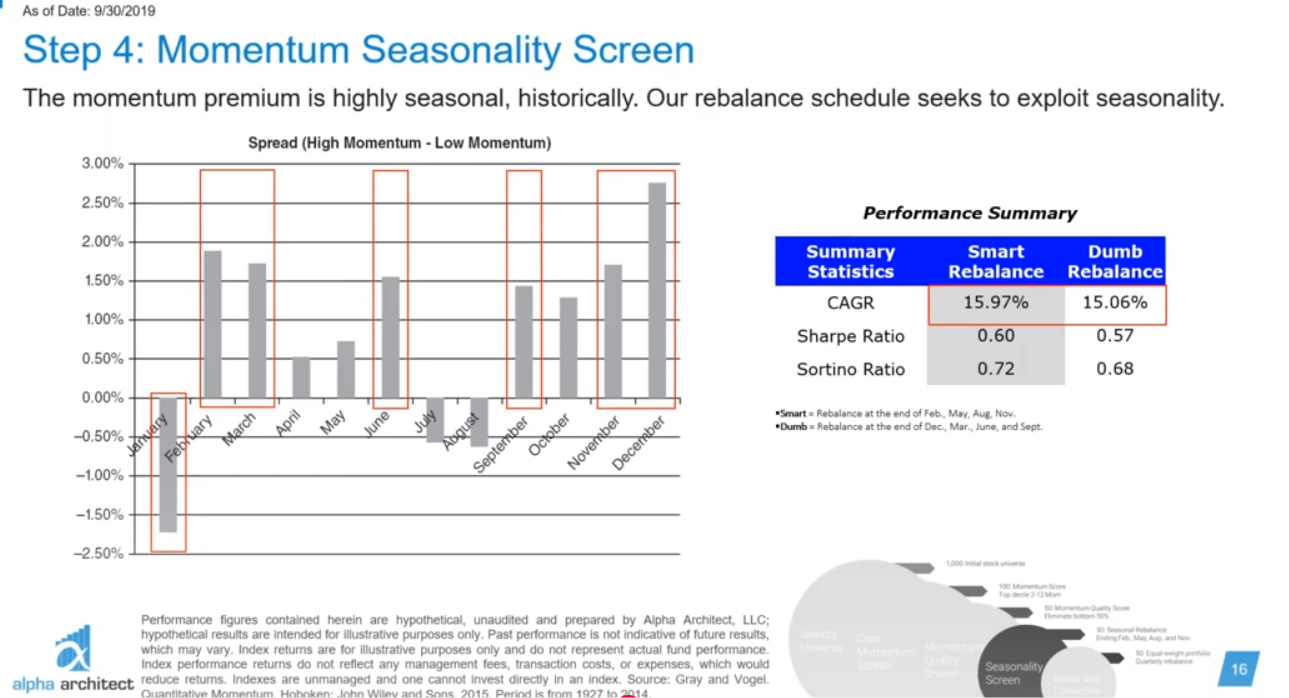 As of Date: 9/30/2019
Step 4: Momentum Seasonality Screen
The momentum premium is highly seasonal, historically. Our rebalance schedule seeks to exploit seasonality.
Spread (High Momentum - Low Momentum)
3.00%
2.50%
2.00%
1.50%
1.00%
0.50%
0.00%
−0.50%
−1.00%
−1.50%
−2.50%
January
February
March
April
May
June
July
August
September
October
November
December
Performance Summary
Summary Statistics Smart Rebalance Dumb Rebalance
CAGR 15.97% 15.06%
Sharpe Ratio 0.60 0.57
Sortino Ratio 0.72 0.68
▪Smart = Rebalance at the end of Feb., May, Aug, Nov.
▪Dumb = Rebalance at the end of Dec., Mar., June, and Sept.
Identify
Universe
Core
Momentum
Screen
Momentum
Quality
Screen
Seasonality
Screen
Invest with
Conviction
1,000: Initial stock universe
100: Momentum Score
Top decile 2-12 Mom
50: Momentum Quality Score
Eliminate bottom 50%
50: Seasonal Rebalance
Ending Feb, May, Aug, and Nov.
50: Equal-weight portfolio
Quarterly rebalance
alpha architect
Performance figures contained herein are hypothetical, unaudited and prepared by Alpha Architect, LLC;
hypothetical results are intended for illustrative purposes only. Past performance is not indicative of future results,
which may vary. Index returns are for illustrative purposes only and do not represent actual fund performance.
Index performance returns do not reflect any management fees, transaction costs, or expenses, which would
reduce returns. Indexes are unmanaged and one cannot invest directly in an index. Source: Gray and Vogel.
Quantitative Momentum. Hoboken: John Wiley and Sons, 2015. Period is from 1927 to 2014.
16